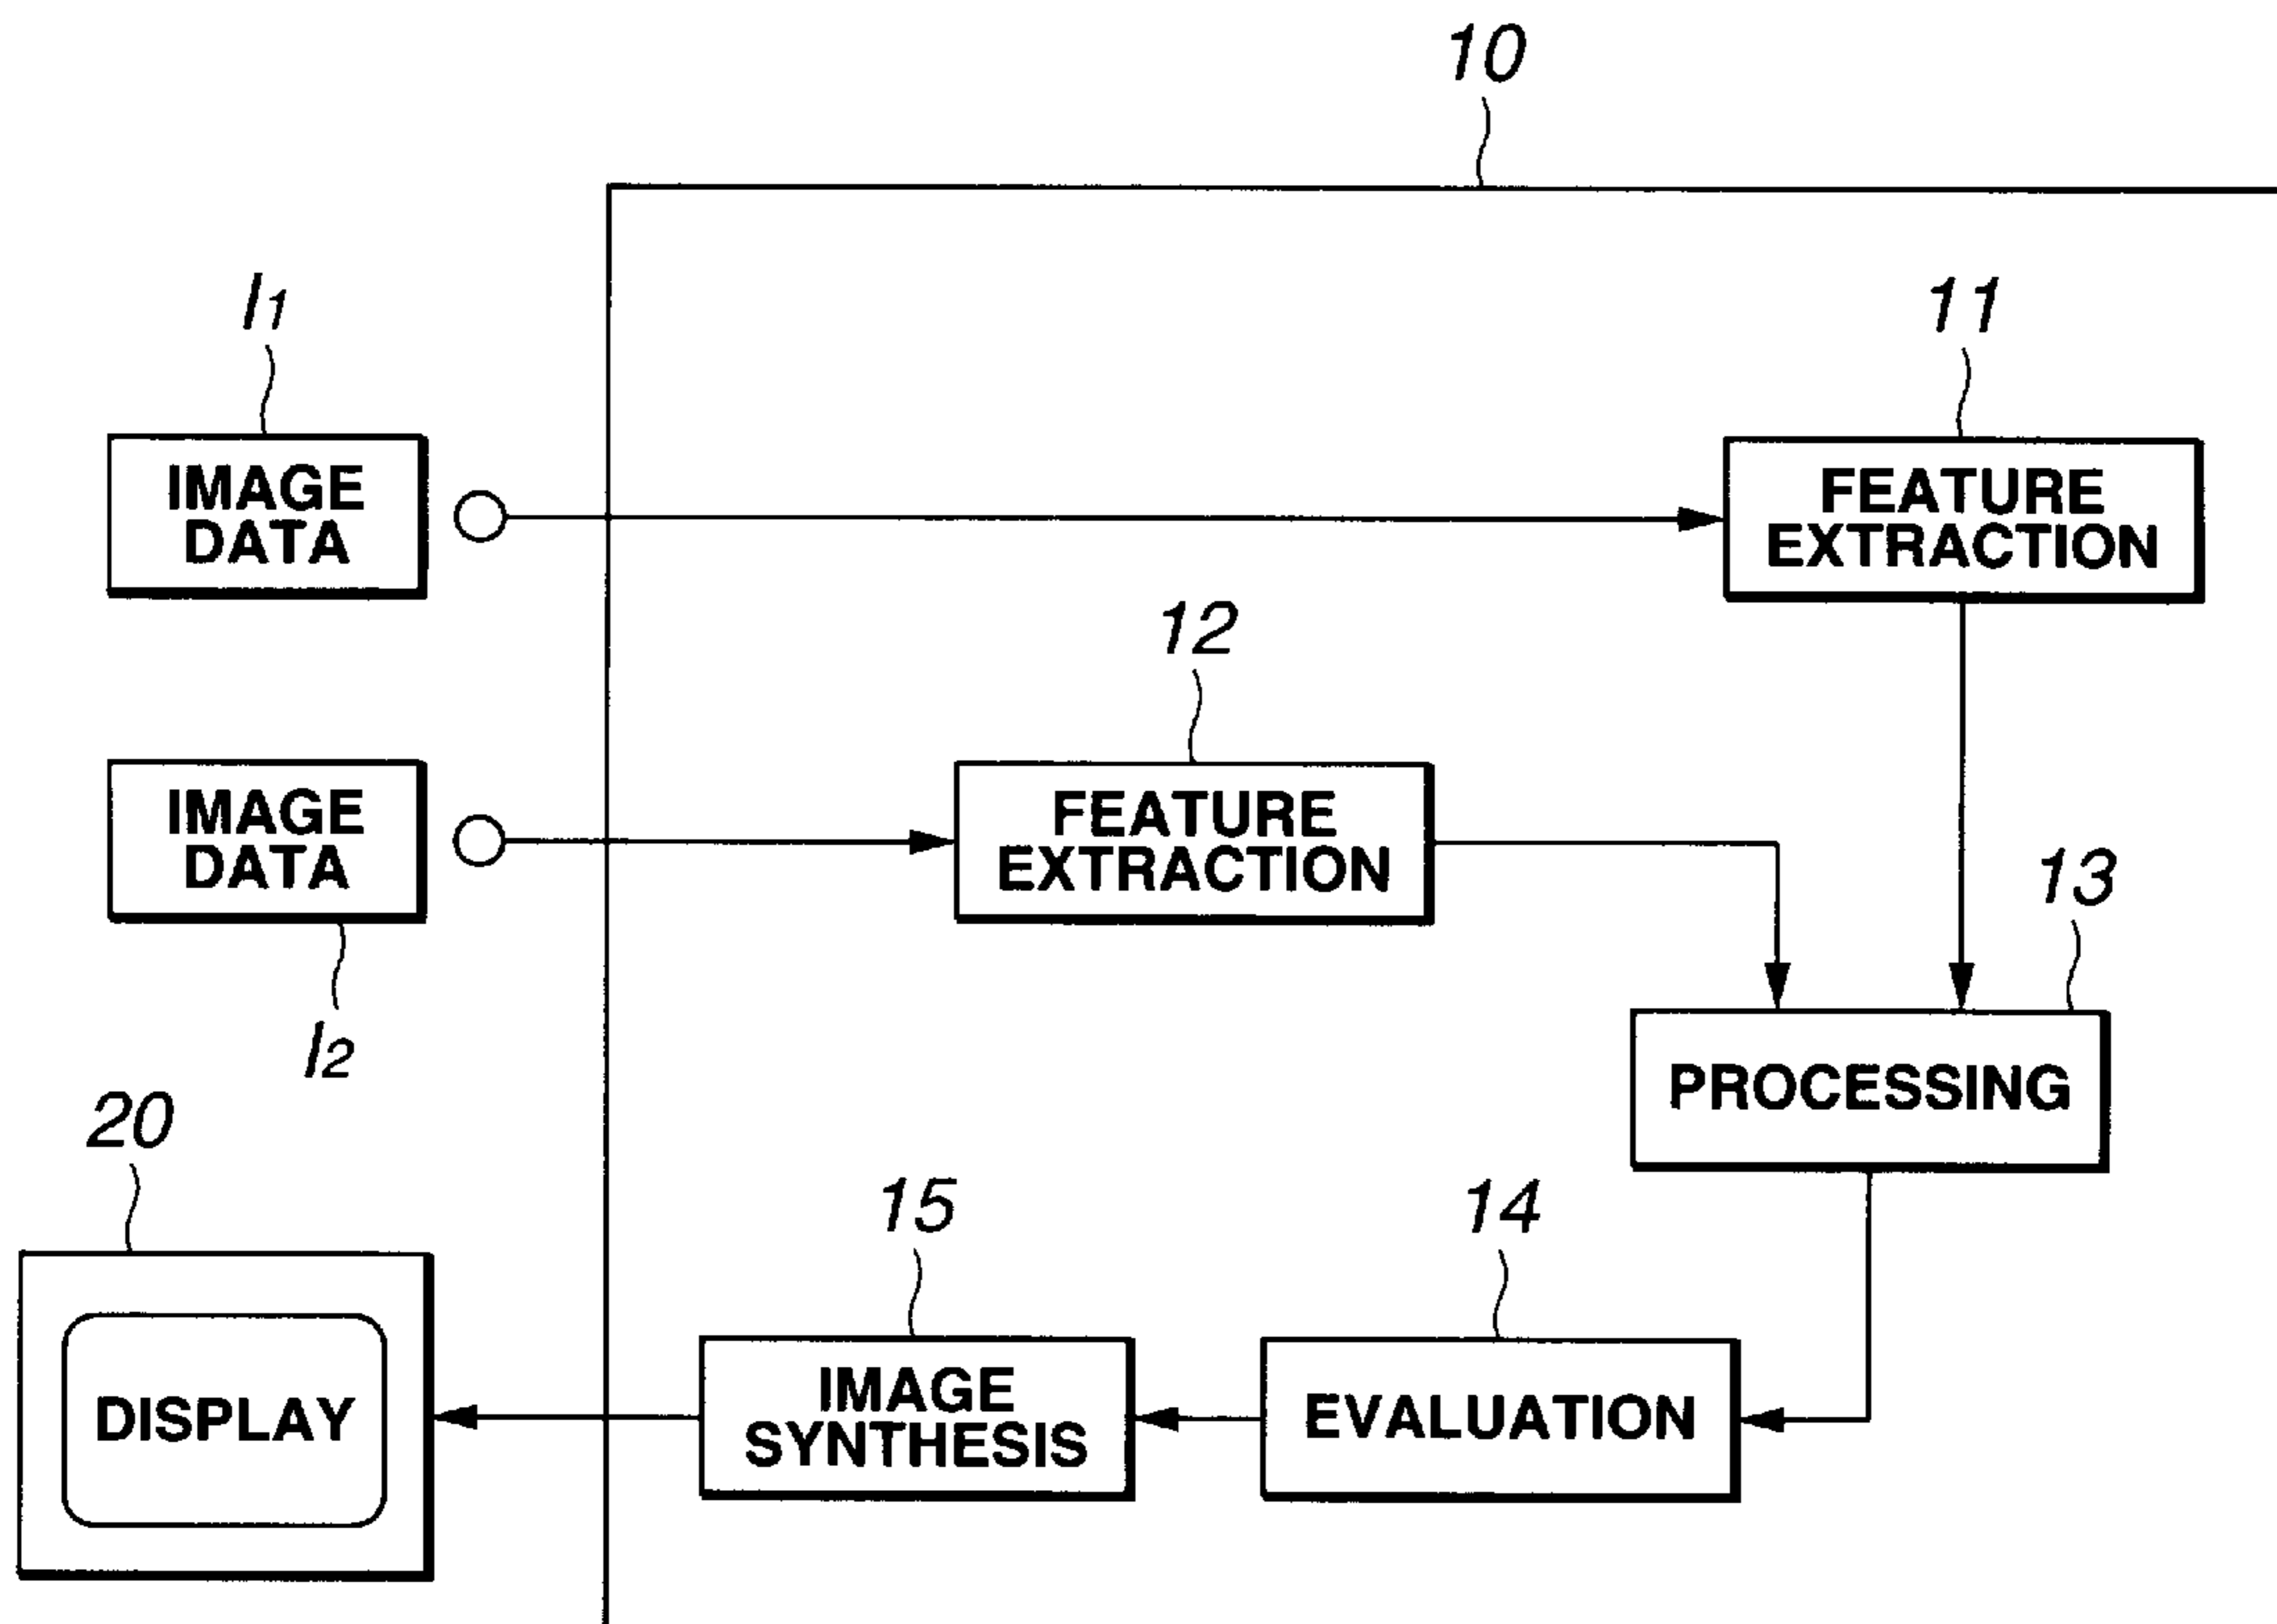 10
I1
11
IMAGE
DATA
FEATURE
EXTRACTION
12
IMAGE
DATA
FEATURE
EXTRACTION
13
I2
PROCESSING
20
15
14
DISPLAY
IMAGE
SYNTHESIS
EVALUATION